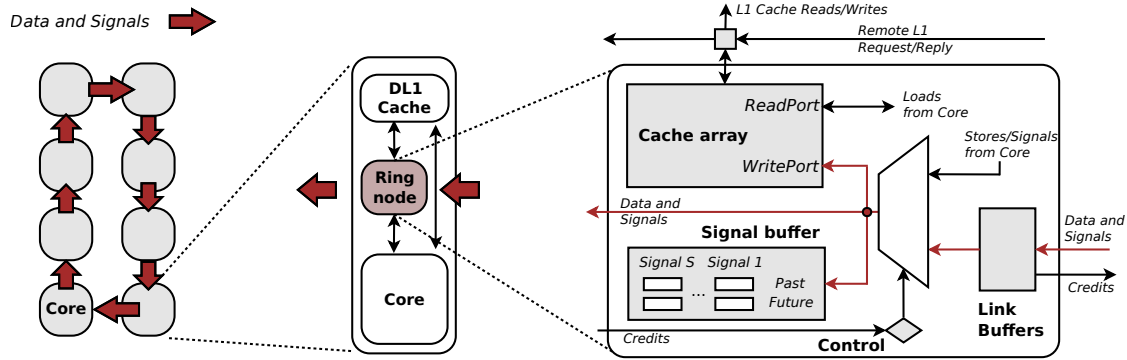 Data and Signals
Core
DL1
Cache
Ring
node
Core
L1 Cache Reads/Writes
Remote L1
Request/Reply
ReadPort
Loads
from Core
Cache array
WritePort
Stores/Signals
from Core
Data and
Signals
Signal buffer
Data and
Signals
Signal S
Signal 1
...
Past
Future
Credits
Link
Buffers
Credits
Control